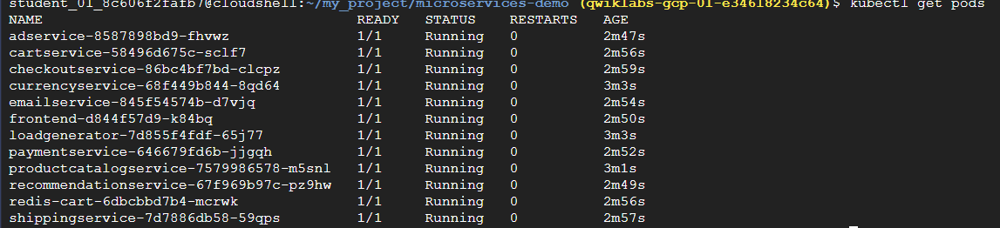 student_01_8c606f2fafb7@cloudshell:~/my_project/microservices-demo (qwiklabs-gcp-01-e34618234c64)$ kubectl get pods
NAME READY STATUS RESTARTS AGE
adservice-8587898bd9-fhvwz 1/1 Running 0 2m47s
cartservice-58496d675c-sclf7 1/1 Running 0 2m56s
checkoutservice-86bc4bf7bd-clcpz 1/1 Running 0 2m59s
currencyservice-68f449b844-8qd64 1/1 Running 0 3m3s
emailservice-845f54574b-d7vjq 1/1 Running 0 2m54s
frontend-d844f57d9-k84bq 1/1 Running 0 2m50s
loadgenerator-7d855f4fdf-65j77 1/1 Running 0 3m3s
paymentservice-646679fd6b-jjgqh 1/1 Running 0 2m52s
productcatalogservice-7579986578-m5snl 1/1 Running 0 3m1s
recommendationservice-67f969b97c-pz9hw 1/1 Running 0 2m49s
redis-cart-6dbcbbd7b4-mcrwk 1/1 Running 0 2m56s
shippingservice-7d7886db58-59qps 1/1 Running 0 2m57s